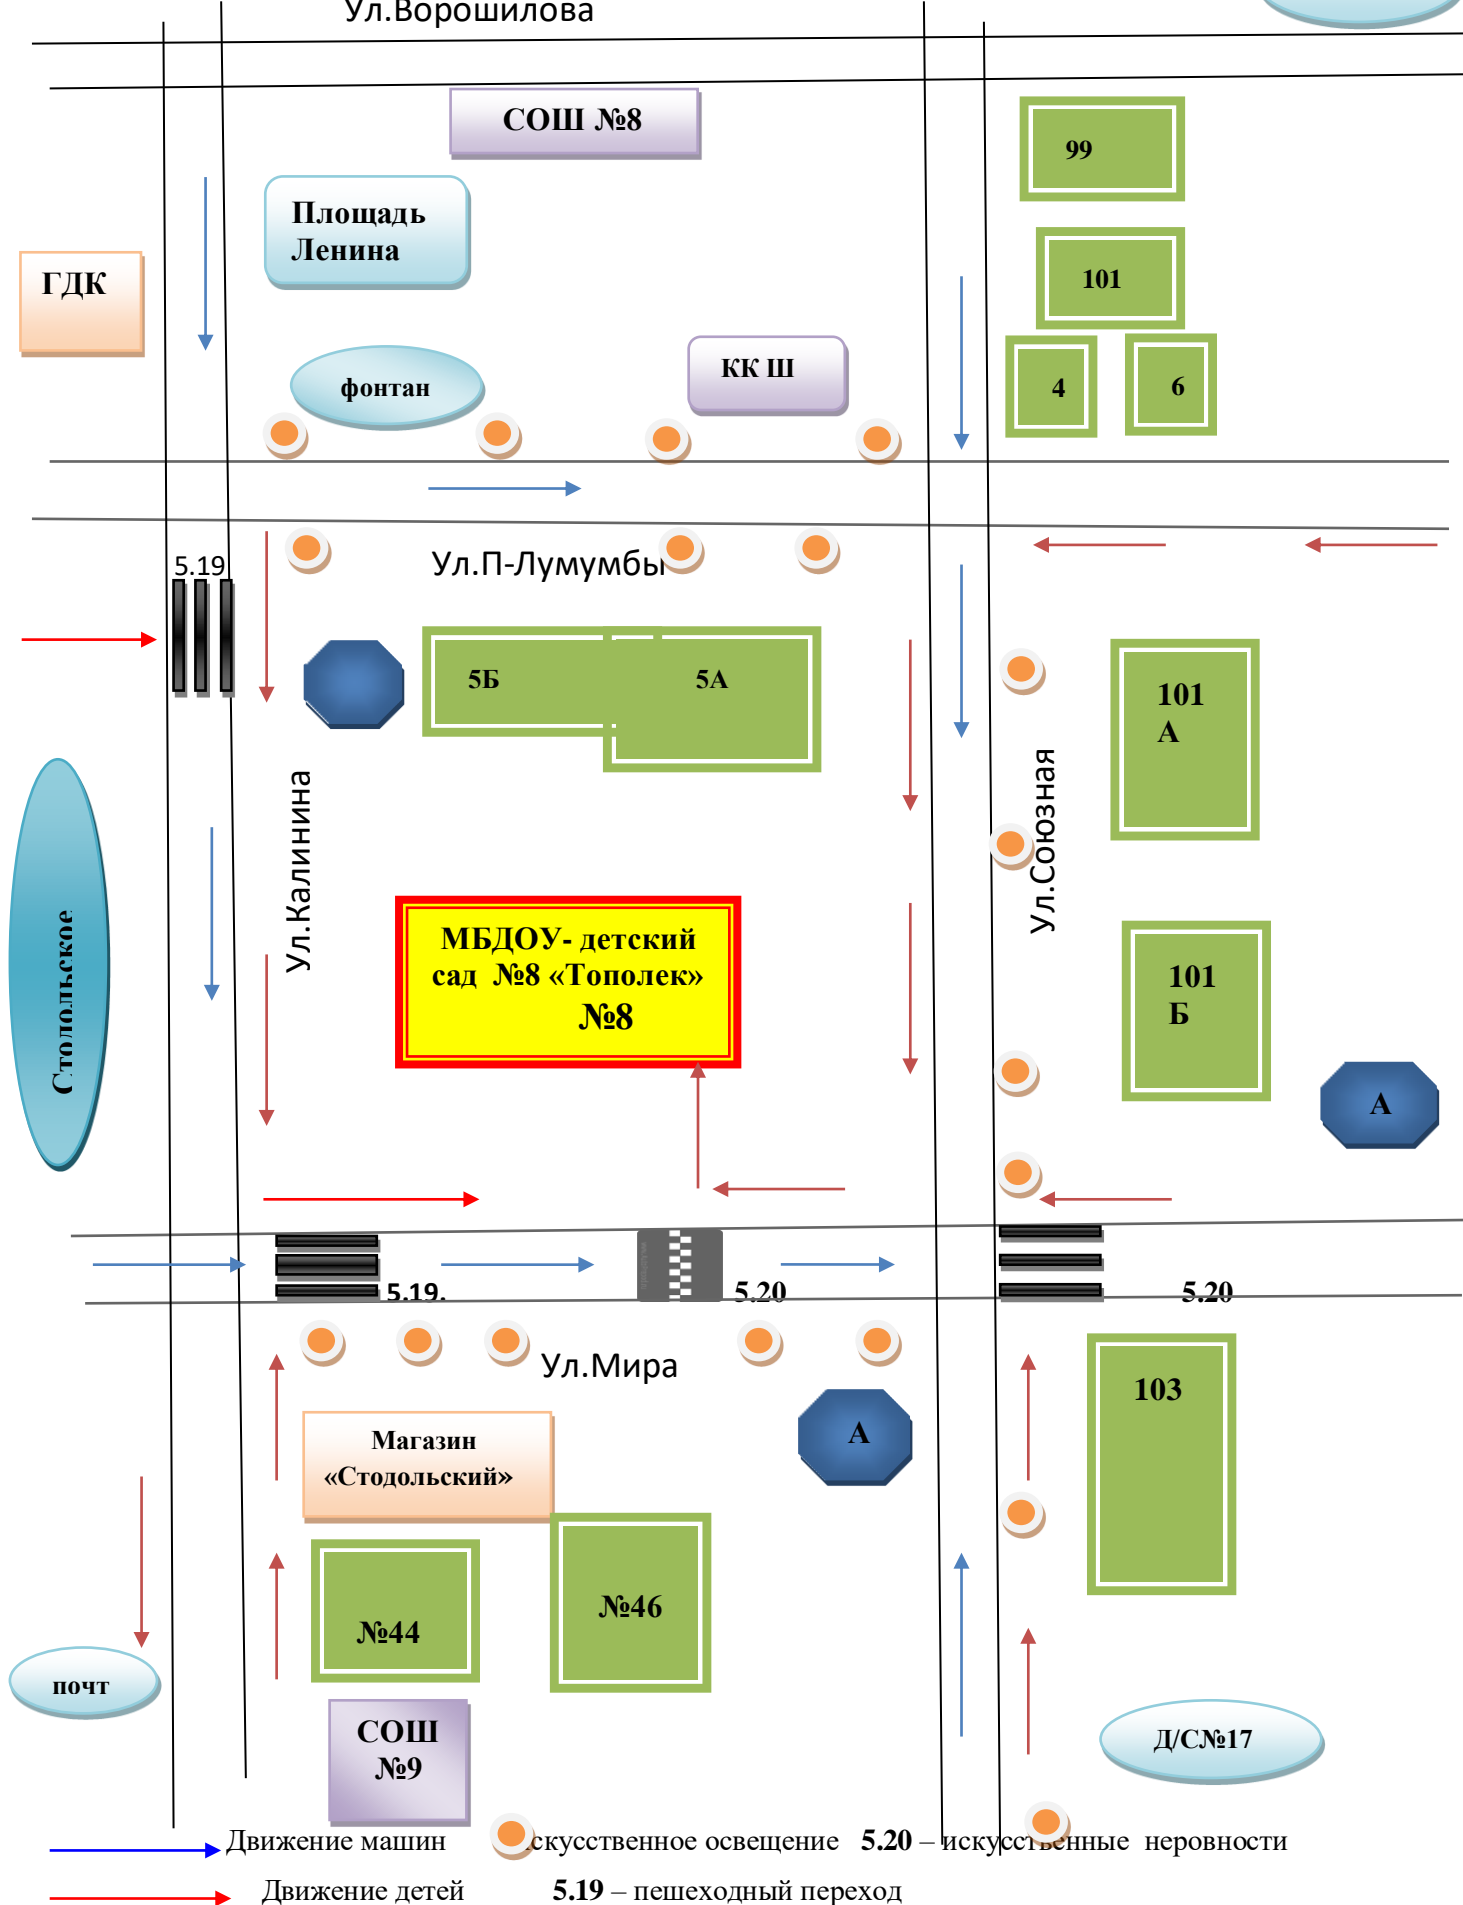 Ул.Ворошилова
СОШ №8
99
Площадь
Ленина
ГДК
101
КК Ш
фонтан
4
6
5.19
Ул.П-Лумумбы
5Б
5А
101
А
Ул.Калинина
Ул.Союзная
Стодольское
МБДОУ- детский
сад №8 «Тополек»
№8
101
Б
А
5.19.
5.20
5.20
Ул.Мира
103
А
Магазин
«Стодольский»
№46
№44
почт
СОШ
№9
Д/С№17
Движение машин скусственное освещение 5.20 – искусственные неровности
Движение детей 5.19 – пешеходный переход